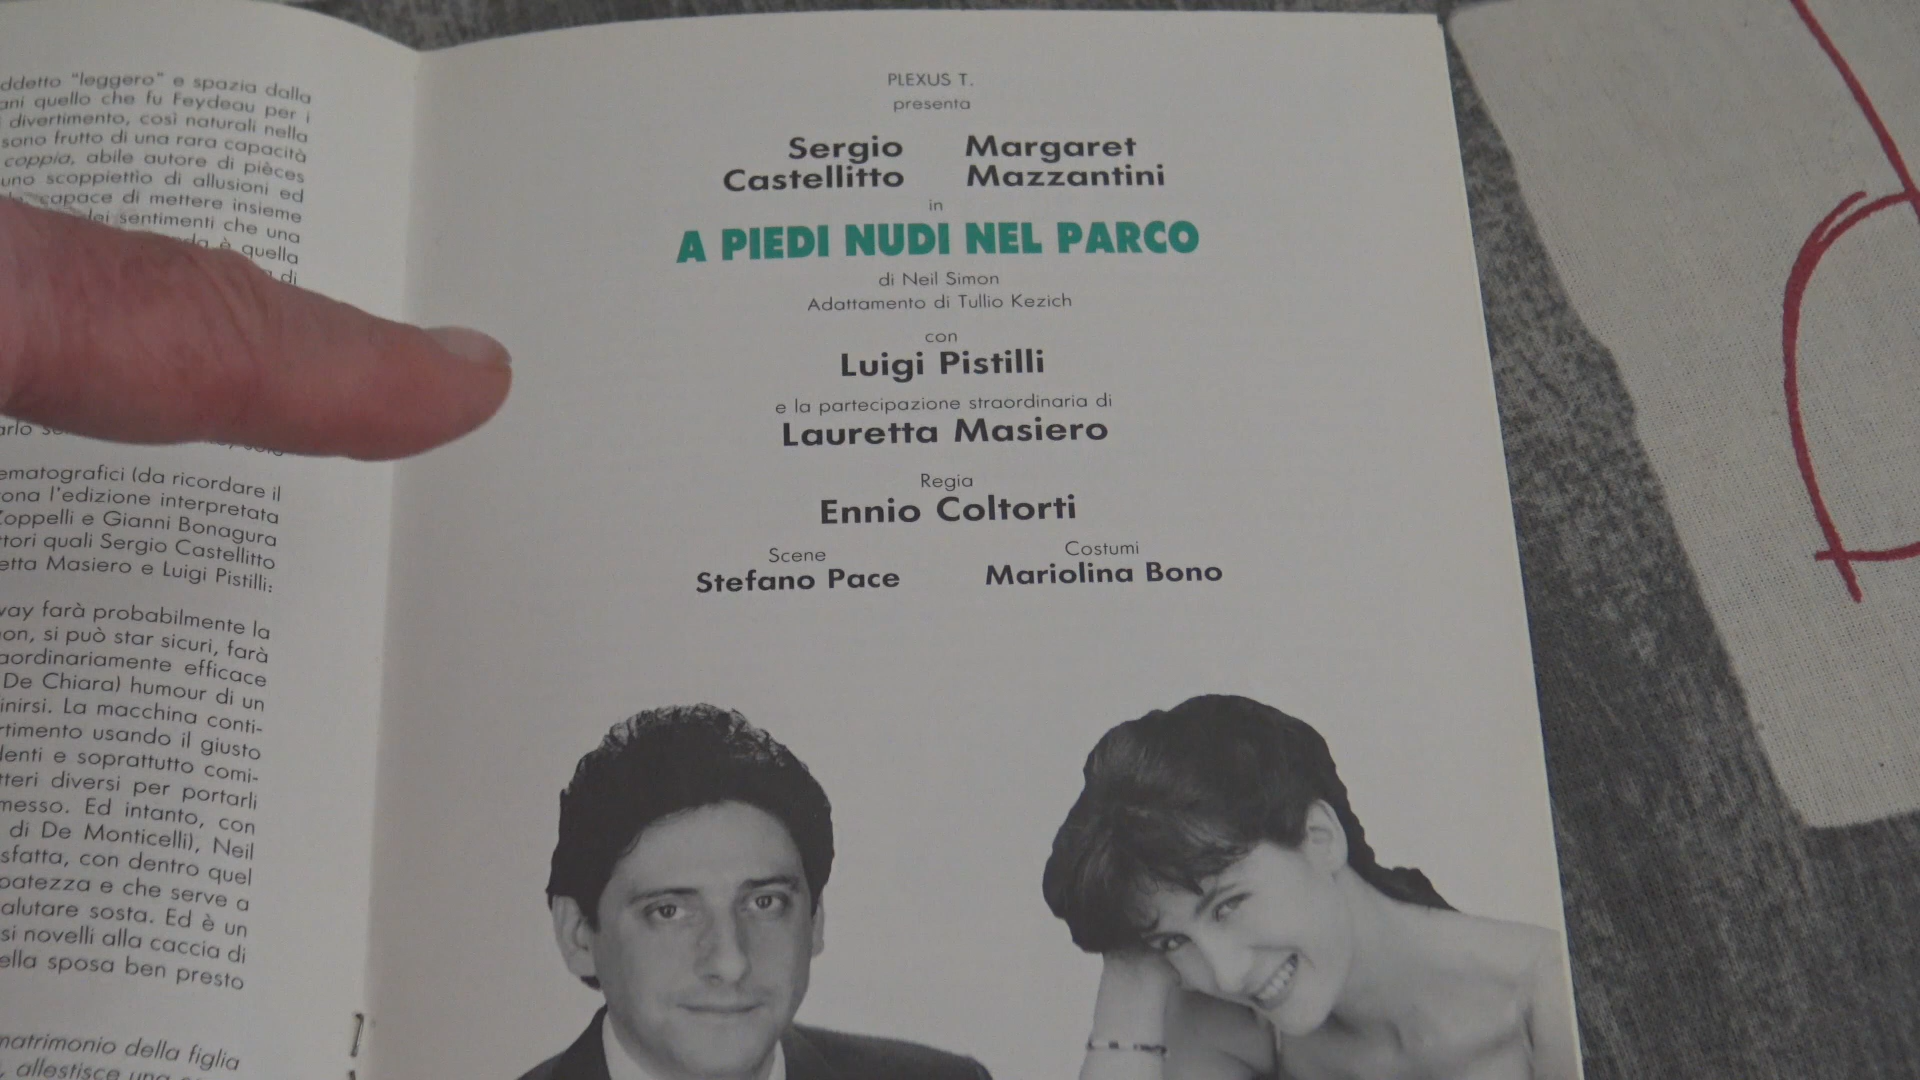 ddetto "leggero" e spazia dalla
ani quello che fu Feydeau per i
divertimento, così naturali nella
sono frutto di una rara capacità
coppia, abile autore di pièces
uno scoppiettio di allusioni ed
capace di mettere insieme
dei sentimenti che una
è quella
di
ematografici (da ricordare il
ona l'edizione interpretata
Zoppelli e Gianni Bonagura
ttori quali Sergio Castellitto
etta Masiero e Luigi Pistilli:
way farà probabilmente la
on, si può star sicuri, farà
aordinariamente efficace
De Chiara) humour di un
inirsi. La macchina conti-
rtimento usando il giusto
denti e soprattutto comi-
tteri diversi per portarli
messo. Ed intanto, con
di De Monticelli), Neil
sfatta, con dentro quel
patezza e che serve a
alutare sosta. Ed è un
si novelli alla caccia di
ella sposa ben presto
matrimonio della figlia
allestisce una
PLEXUS T.
presenta
Sergio Margaret
Castellitto Mazzantini
in
A PIEDI NUDI NEL PARCO
di Neil Simon
Adattamento di Tullio Kezich
con
Luigi Pistilli
e la partecipazione straordinaria di
Lauretta Masiero
Regia
Ennio Coltorti
Scene Costumi
Stefano Pace Mariolina Bono